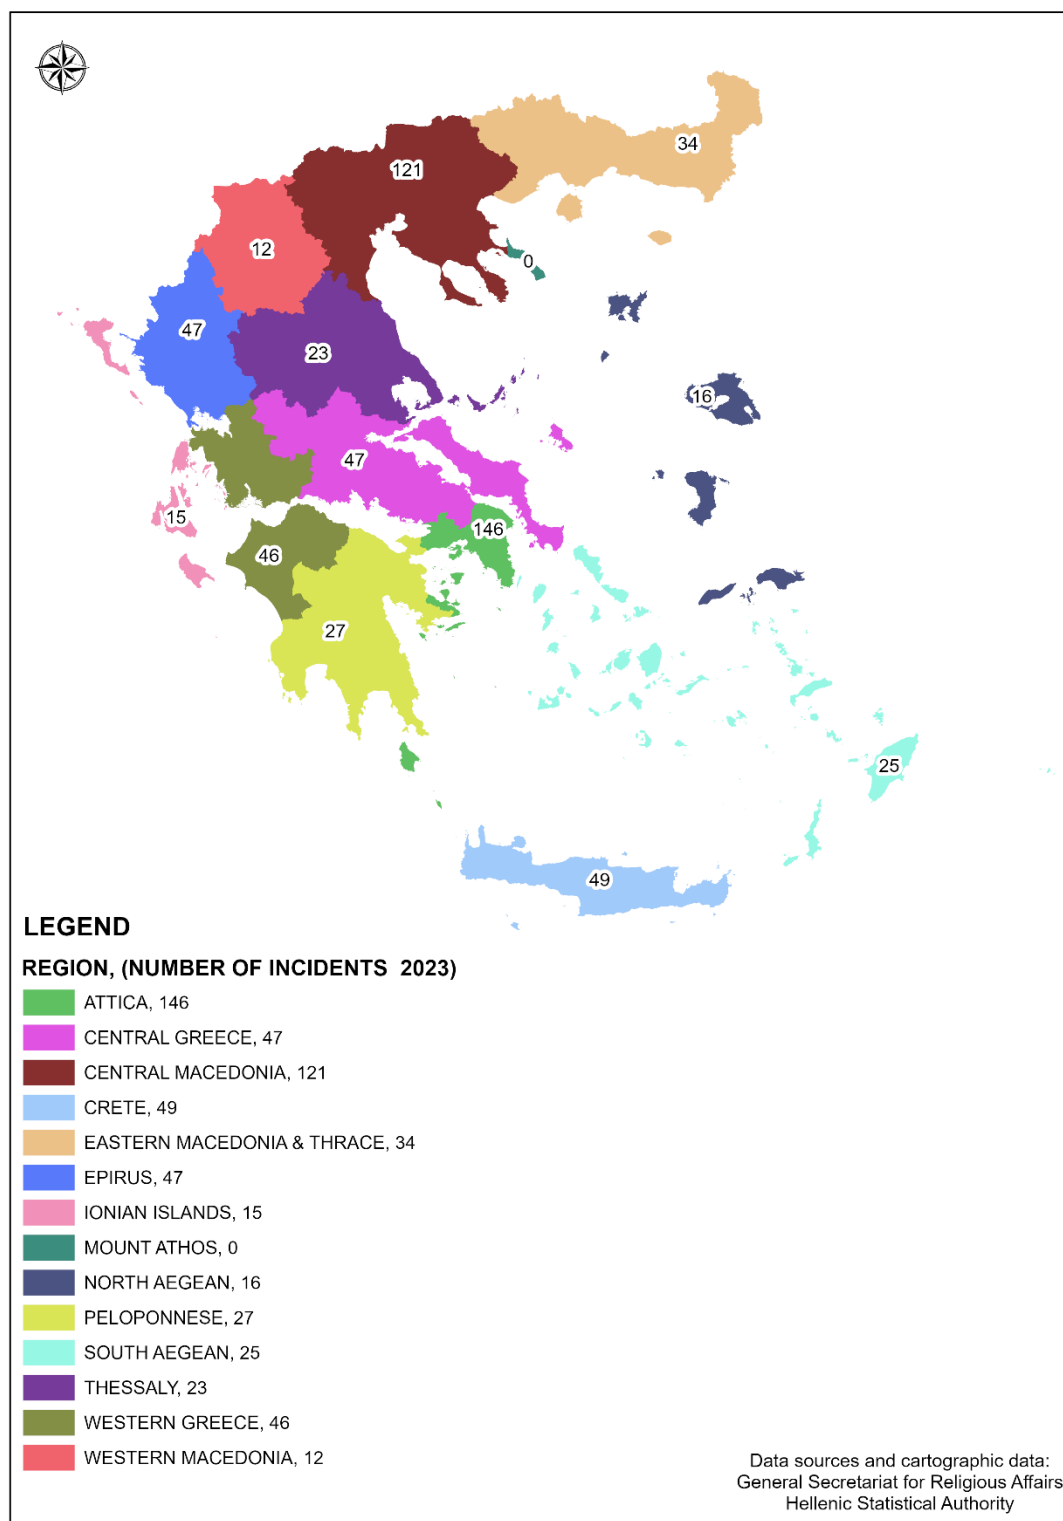 34
121
12
0
47
23
16
47
15
146
46
27
25
49
LEGEND
REGION, (NUMBER OF INCIDENTS 2023)
ATTICA, 146
CENTRAL GREECE, 47
CENTRAL MACEDONIA, 121
CRETE, 49
EASTERN MACEDONIA & THRACE, 34
EPIRUS, 47
IONIAN ISLANDS, 15
MOUNT ATHOS, 0
NORTH AEGEAN, 16
PELOPONNESE, 27
SOUTH AEGEAN, 25
THESSALY, 23
WESTERN GREECE, 46
WESTERN MACEDONIA, 12
Data sources and cartographic data:
General Secretariat for Religious Affairs
Hellenic Statistical Authority